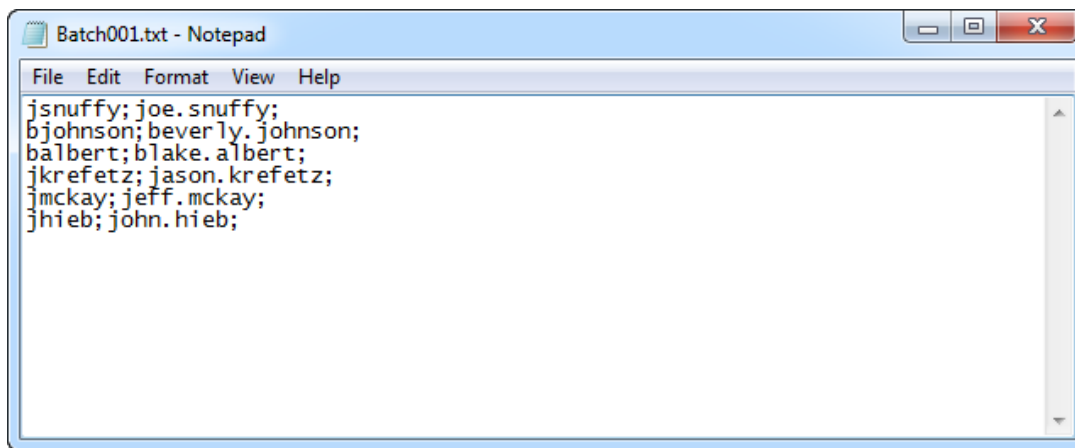 Batch001.txt - Notepad
File Edit Format View Help
jsnuffy;joe.snuffy;
bjohnson;beverly.johnson;
balbert;blake.albert;
jkrefetz;jason.krefetz;
jmckay;jeff.mckay;
jhieb;john.hieb;